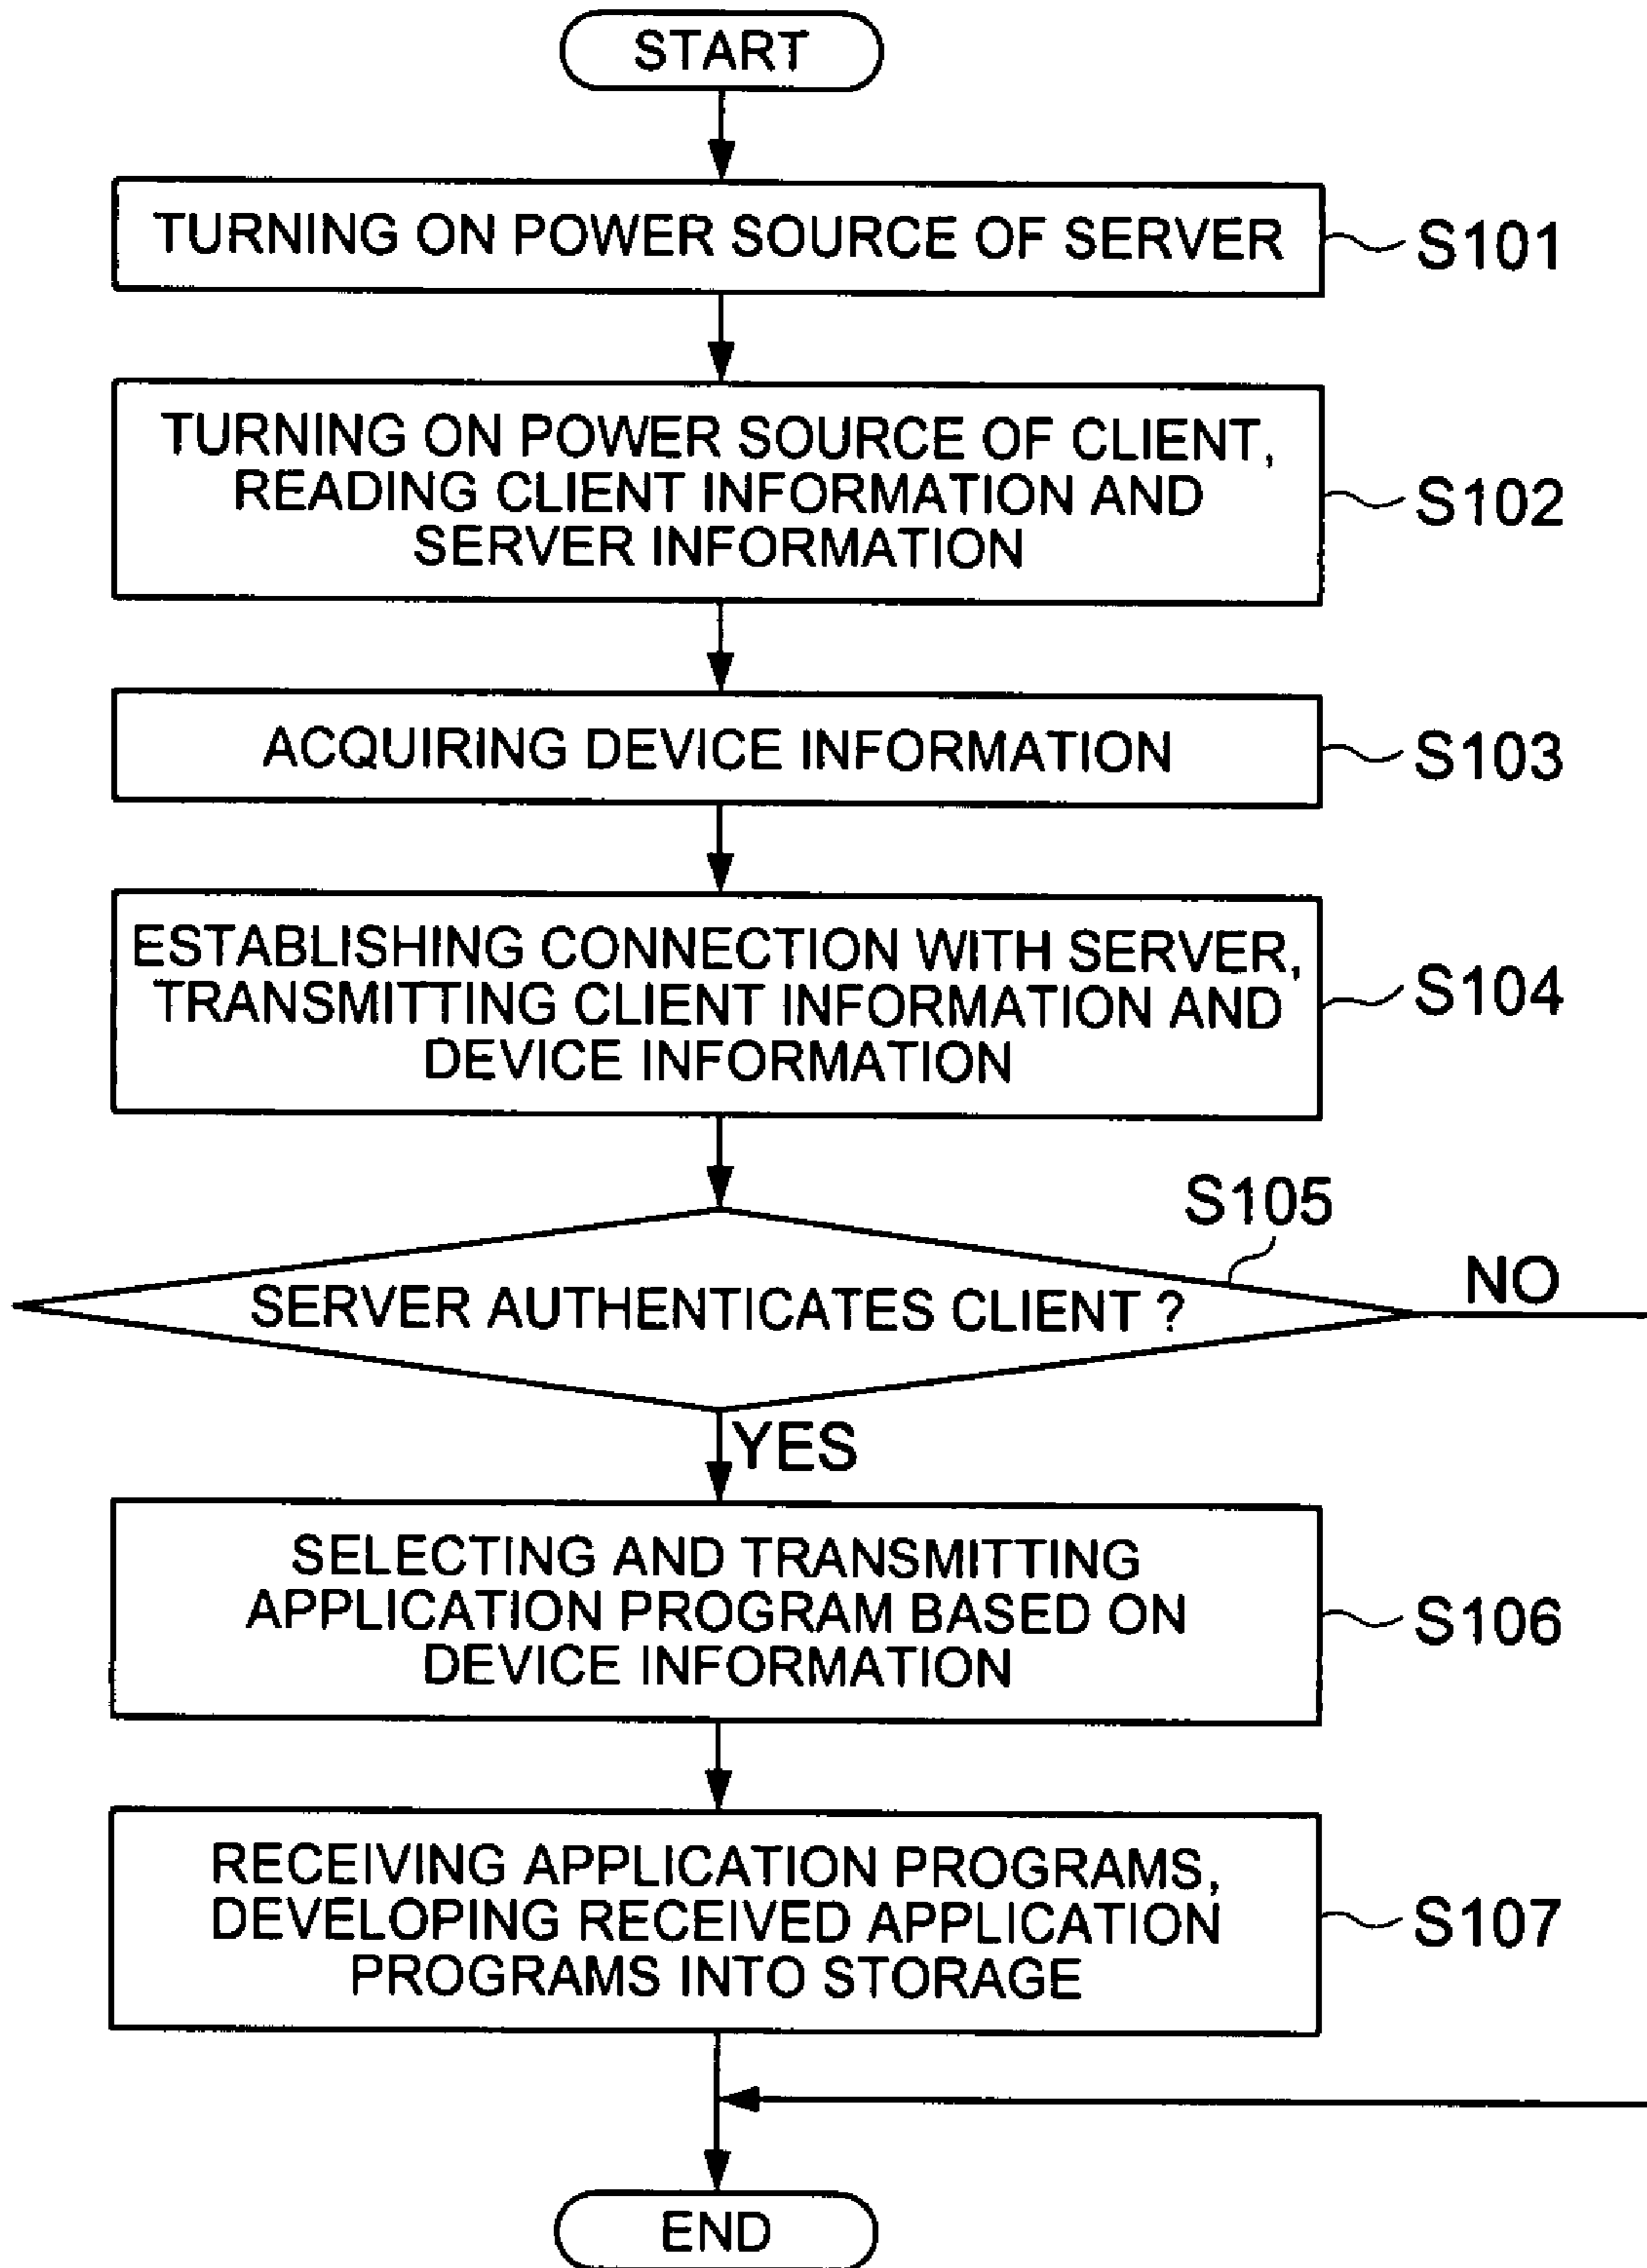 START
TURNING ON POWER SOURCE OF SERVER
S101
TURNING ON POWER SOURCE OF CLIENT,
READING CLIENT INFORMATION AND
SERVER INFORMATION
S102
ACQUIRING DEVICE INFORMATION
S103
ESTABLISHING CONNECTION WITH SERVER,
TRANSMITTING CLIENT INFORMATION AND
DEVICE INFORMATION
S104
S105
SERVER AUTHENTICATES CLIENT ?
NO
YES
SELECTING AND TRANSMITTING
APPLICATION PROGRAM BASED ON
DEVICE INFORMATION
S106
RECEIVING APPLICATION PROGRAMS,
DEVELOPING RECEIVED APPLICATION
PROGRAMS INTO STORAGE
S107
END